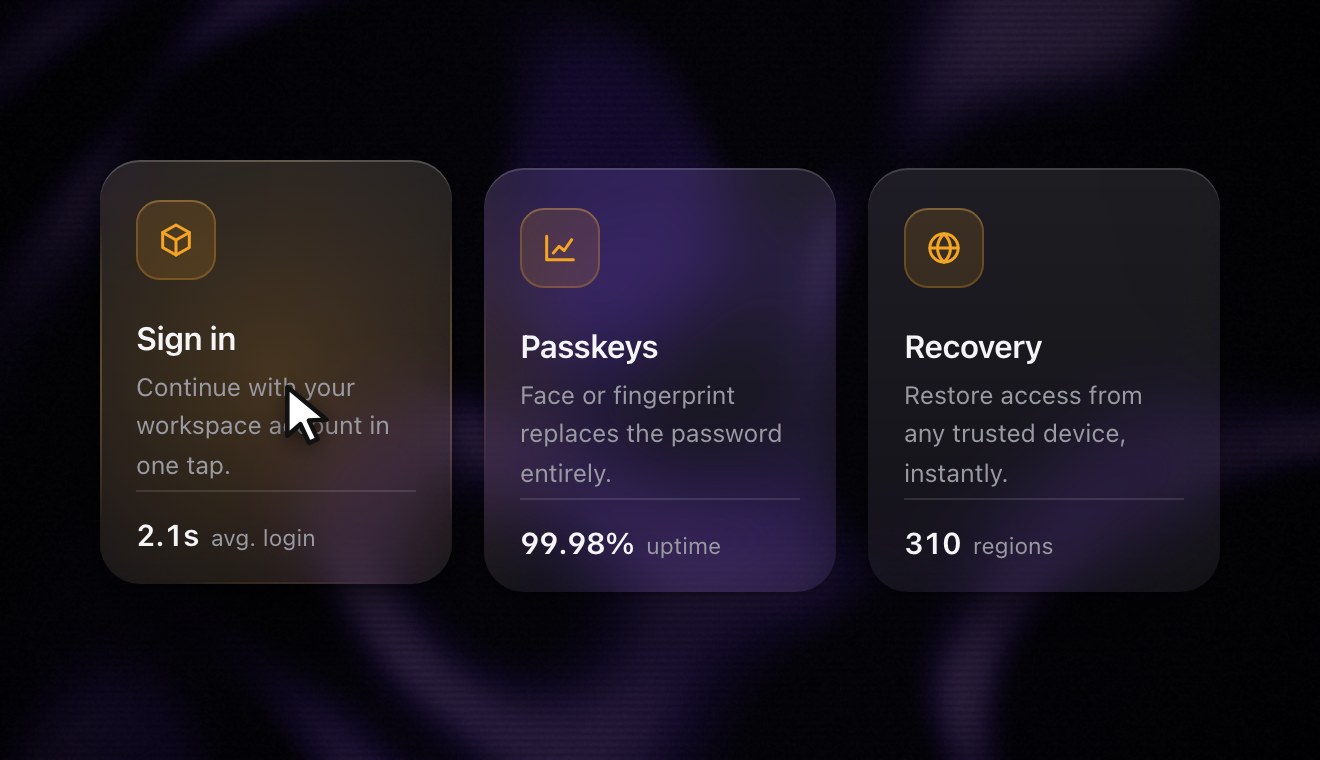 Sign in
Continue with your
workspace account in
one tap.
2.1s avg. login
Passkeys
Face or fingerprint
replaces the password
entirely.
99.98% uptime
Recovery
Restore access from
any trusted device,
instantly.
310 regions